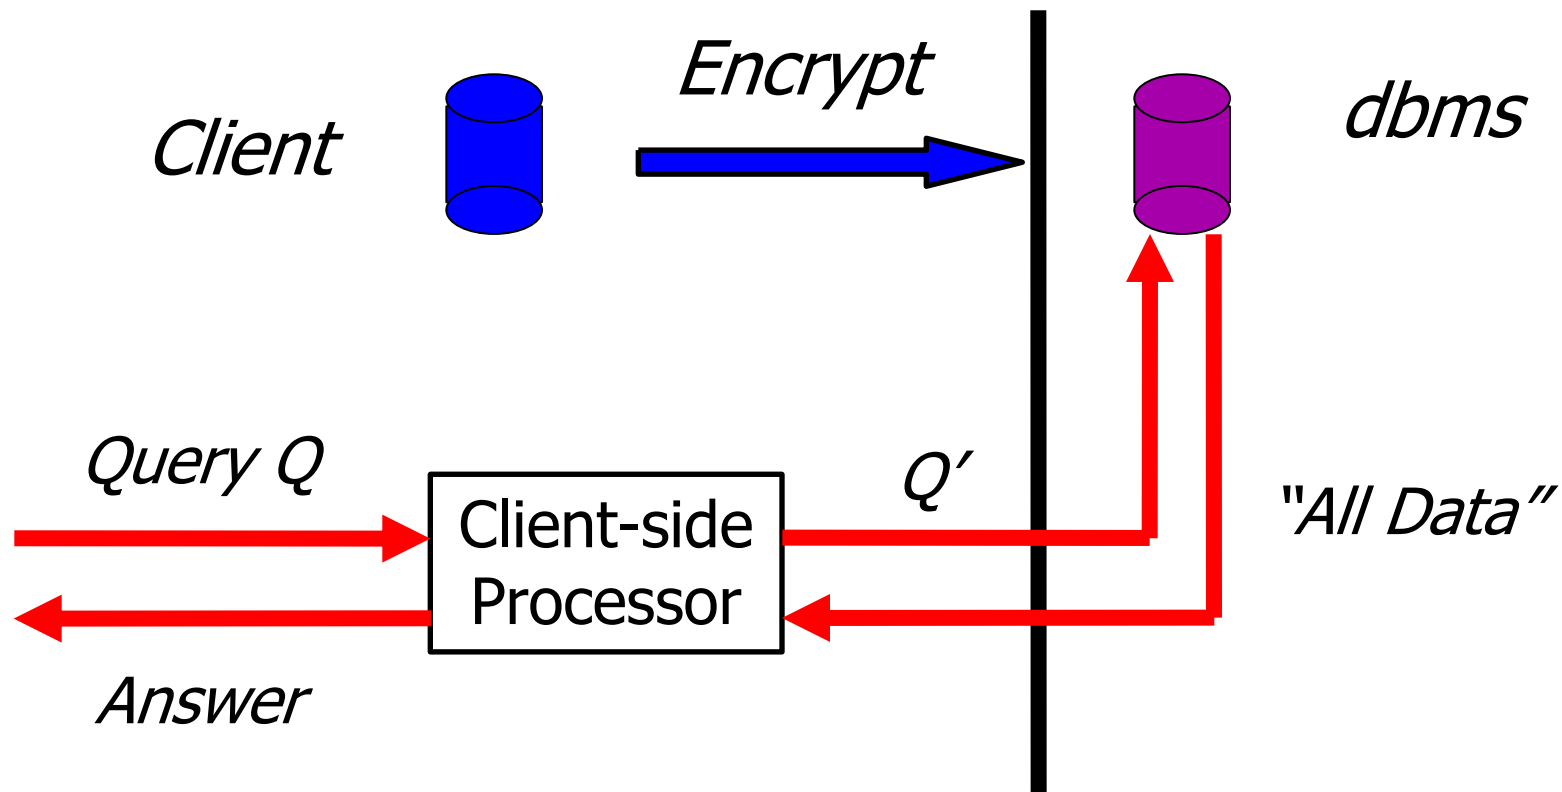 Encrypt
Client
dbms
Query Q
Q′
“All Data”
Client-side
Processor
Answer